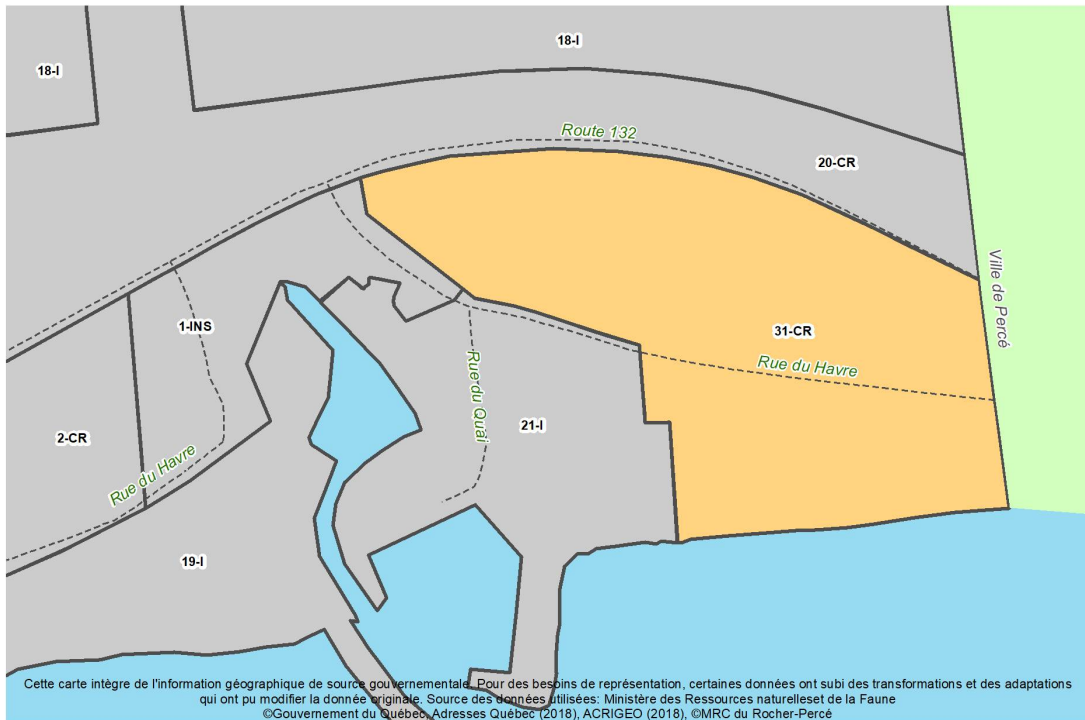 18-I
18-I
Route 132
20-CR
Ville de Percé
1-INS
31-CR
Rue du Havre
Rue du Quai
21-I
2-CR
Rue du Havre
19-I
Cette carte intègre de l'information géographique de source gouvernementale. Pour des besoins de représentation, certaines données ont subi des transformations et des adaptations
qui ont pu modifier la donnée originale. Source des données utilisées: Ministère des Ressources naturelleset de la Faune
©Gouvernement du Québec, Adresses Québec (2018), ACRIGEO (2018), ©MRC du Rocher-Percé